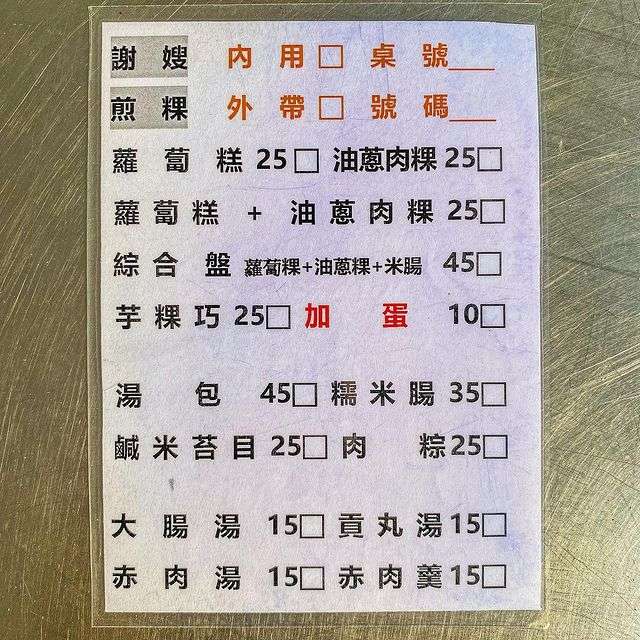 謝嫂 內用□ 桌號___
煎粿 外帶□ 號碼___
蘿蔔糕 25□ 油蔥肉粿 25□
蘿蔔糕 + 油蔥肉粿 25□
綜合盤 蘿蔔粿+油蔥粿+米腸 45□
芋粿巧 25□ 加蛋 10□
湯包 45□ 糯米腸 35□
鹹米苔目 25□ 肉粽 25□
大腸湯 15□ 貢丸湯 15□
赤肉湯 15□ 赤肉羹 15□